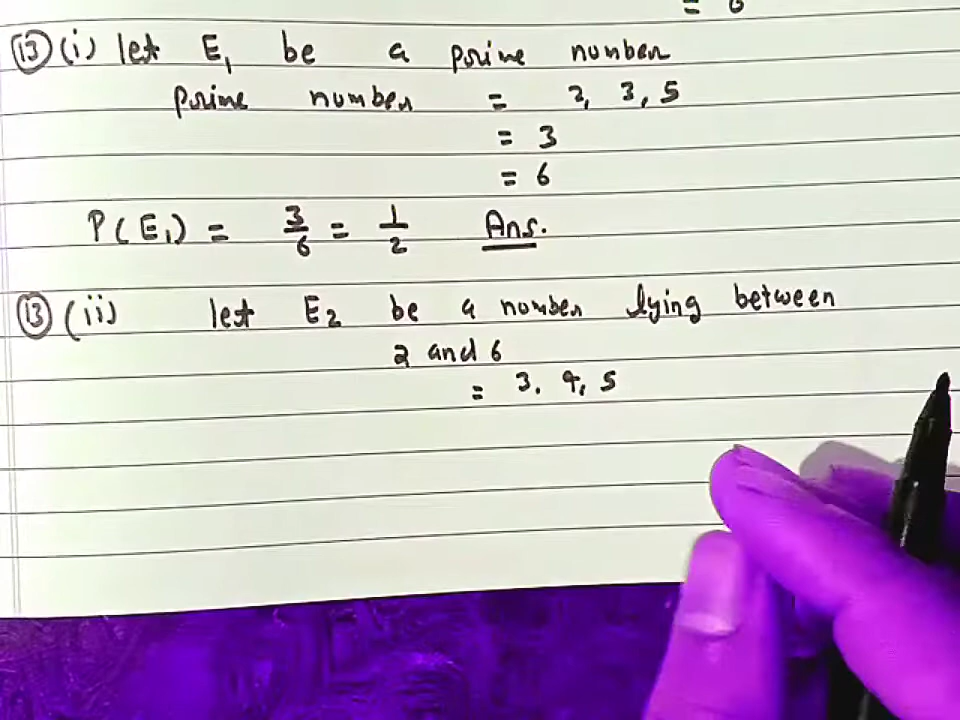 = 6
(13) (i) let E₁ be a prime number
prime number = 2, 3, 5
= 3
= 6
P(E₁) = 3/6 = 1/2 Ans.
(13) (ii) let E₂ be a number lying between
2 and 6
= 3, 4, 5